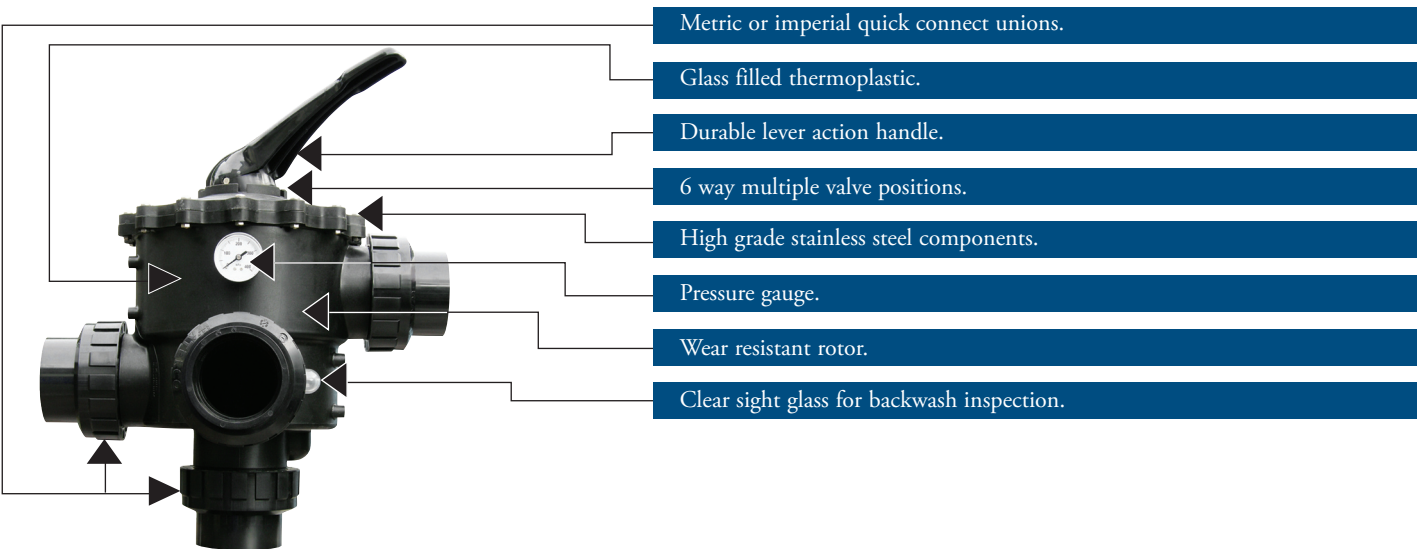 Metric or imperial quick connect unions.
Glass filled thermoplastic.
Durable lever action handle.
6 way multiple valve positions.
High grade stainless steel components.
Pressure gauge.
Wear resistant rotor.
Clear sight glass for backwash inspection.